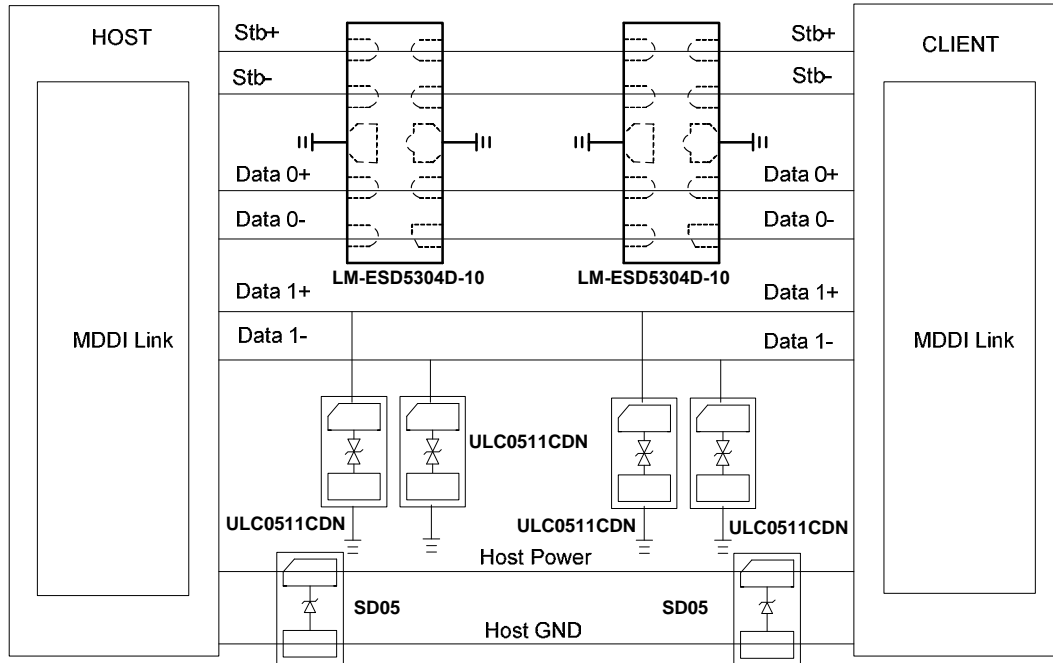 HOST
CLIENT
Stb+
Stb+
Stb-
Stb-
Data 0+
Data 0+
Data 0-
Data 0-
LM-ESD5304D-10
LM-ESD5304D-10
Data 1+
Data 1+
Data 1-
Data 1-
MDDI Link
MDDI Link
ULC0511CDN
ULC0511CDN
ULC0511CDN
ULC0511CDN
Host Power
SD05
SD05
Host GND